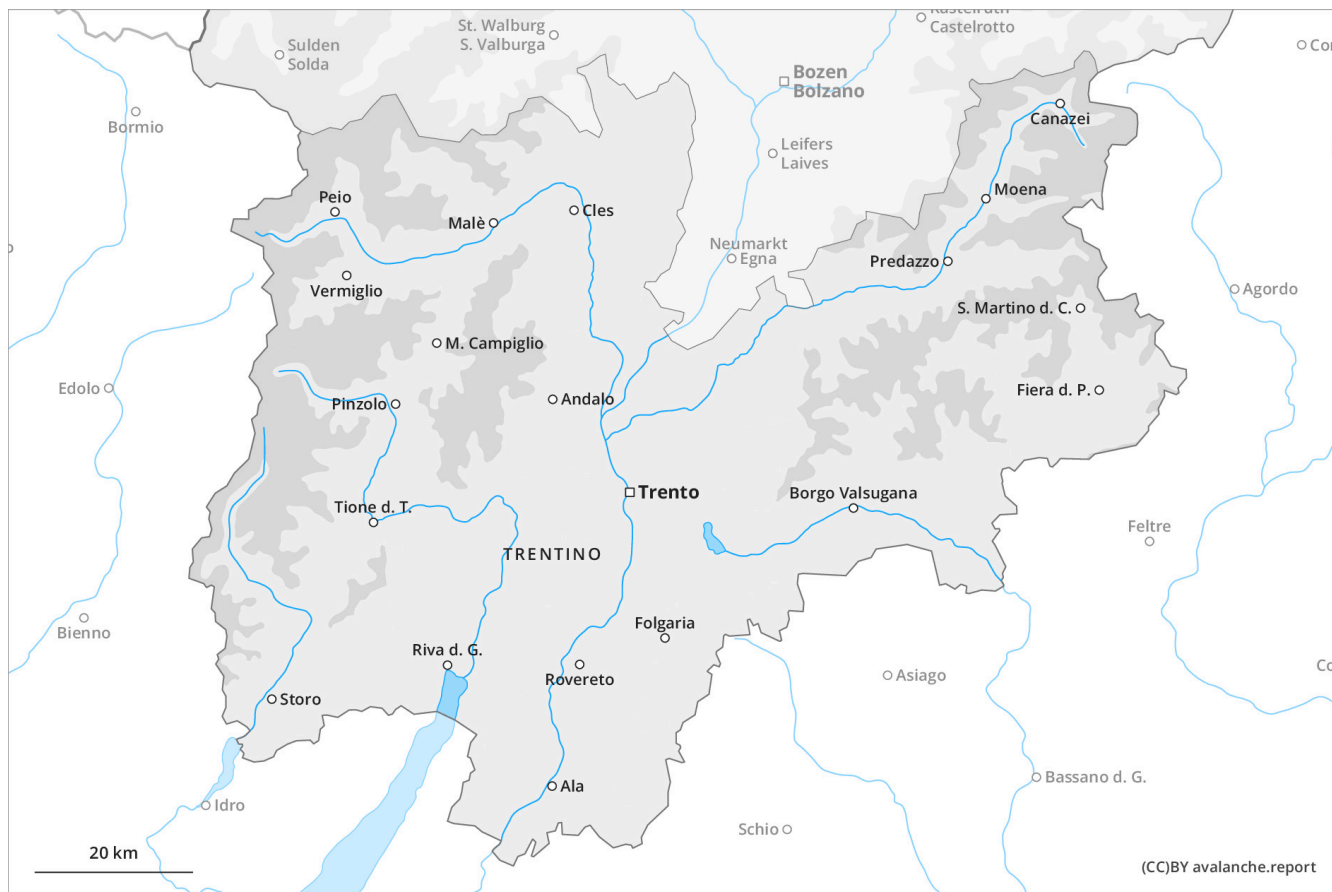 St. Walburg
S. Valburga
Kastelruth
Castelrotto
Sulden
Solda
Bozen
Bolzano
Bormio
Canazei
Leifers
Laives
Peio
Moena
Malè
Cles
Neumarkt
Egna
Predazzo
Vermiglio
Agordo
S. Martino d. C.
M. Campiglio
Edolo
Fiera d. P.
Pinzolo
Andalo
Trento
Borgo Valsugana
Tione d. T.
Feltre
TRENTINO
Bienno
Folgaria
Riva d. G.
Rovereto
Asiago
Storo
Bassano d. G.
Ala
Idro
Schio
20 km
(CC)BY avalanche.report